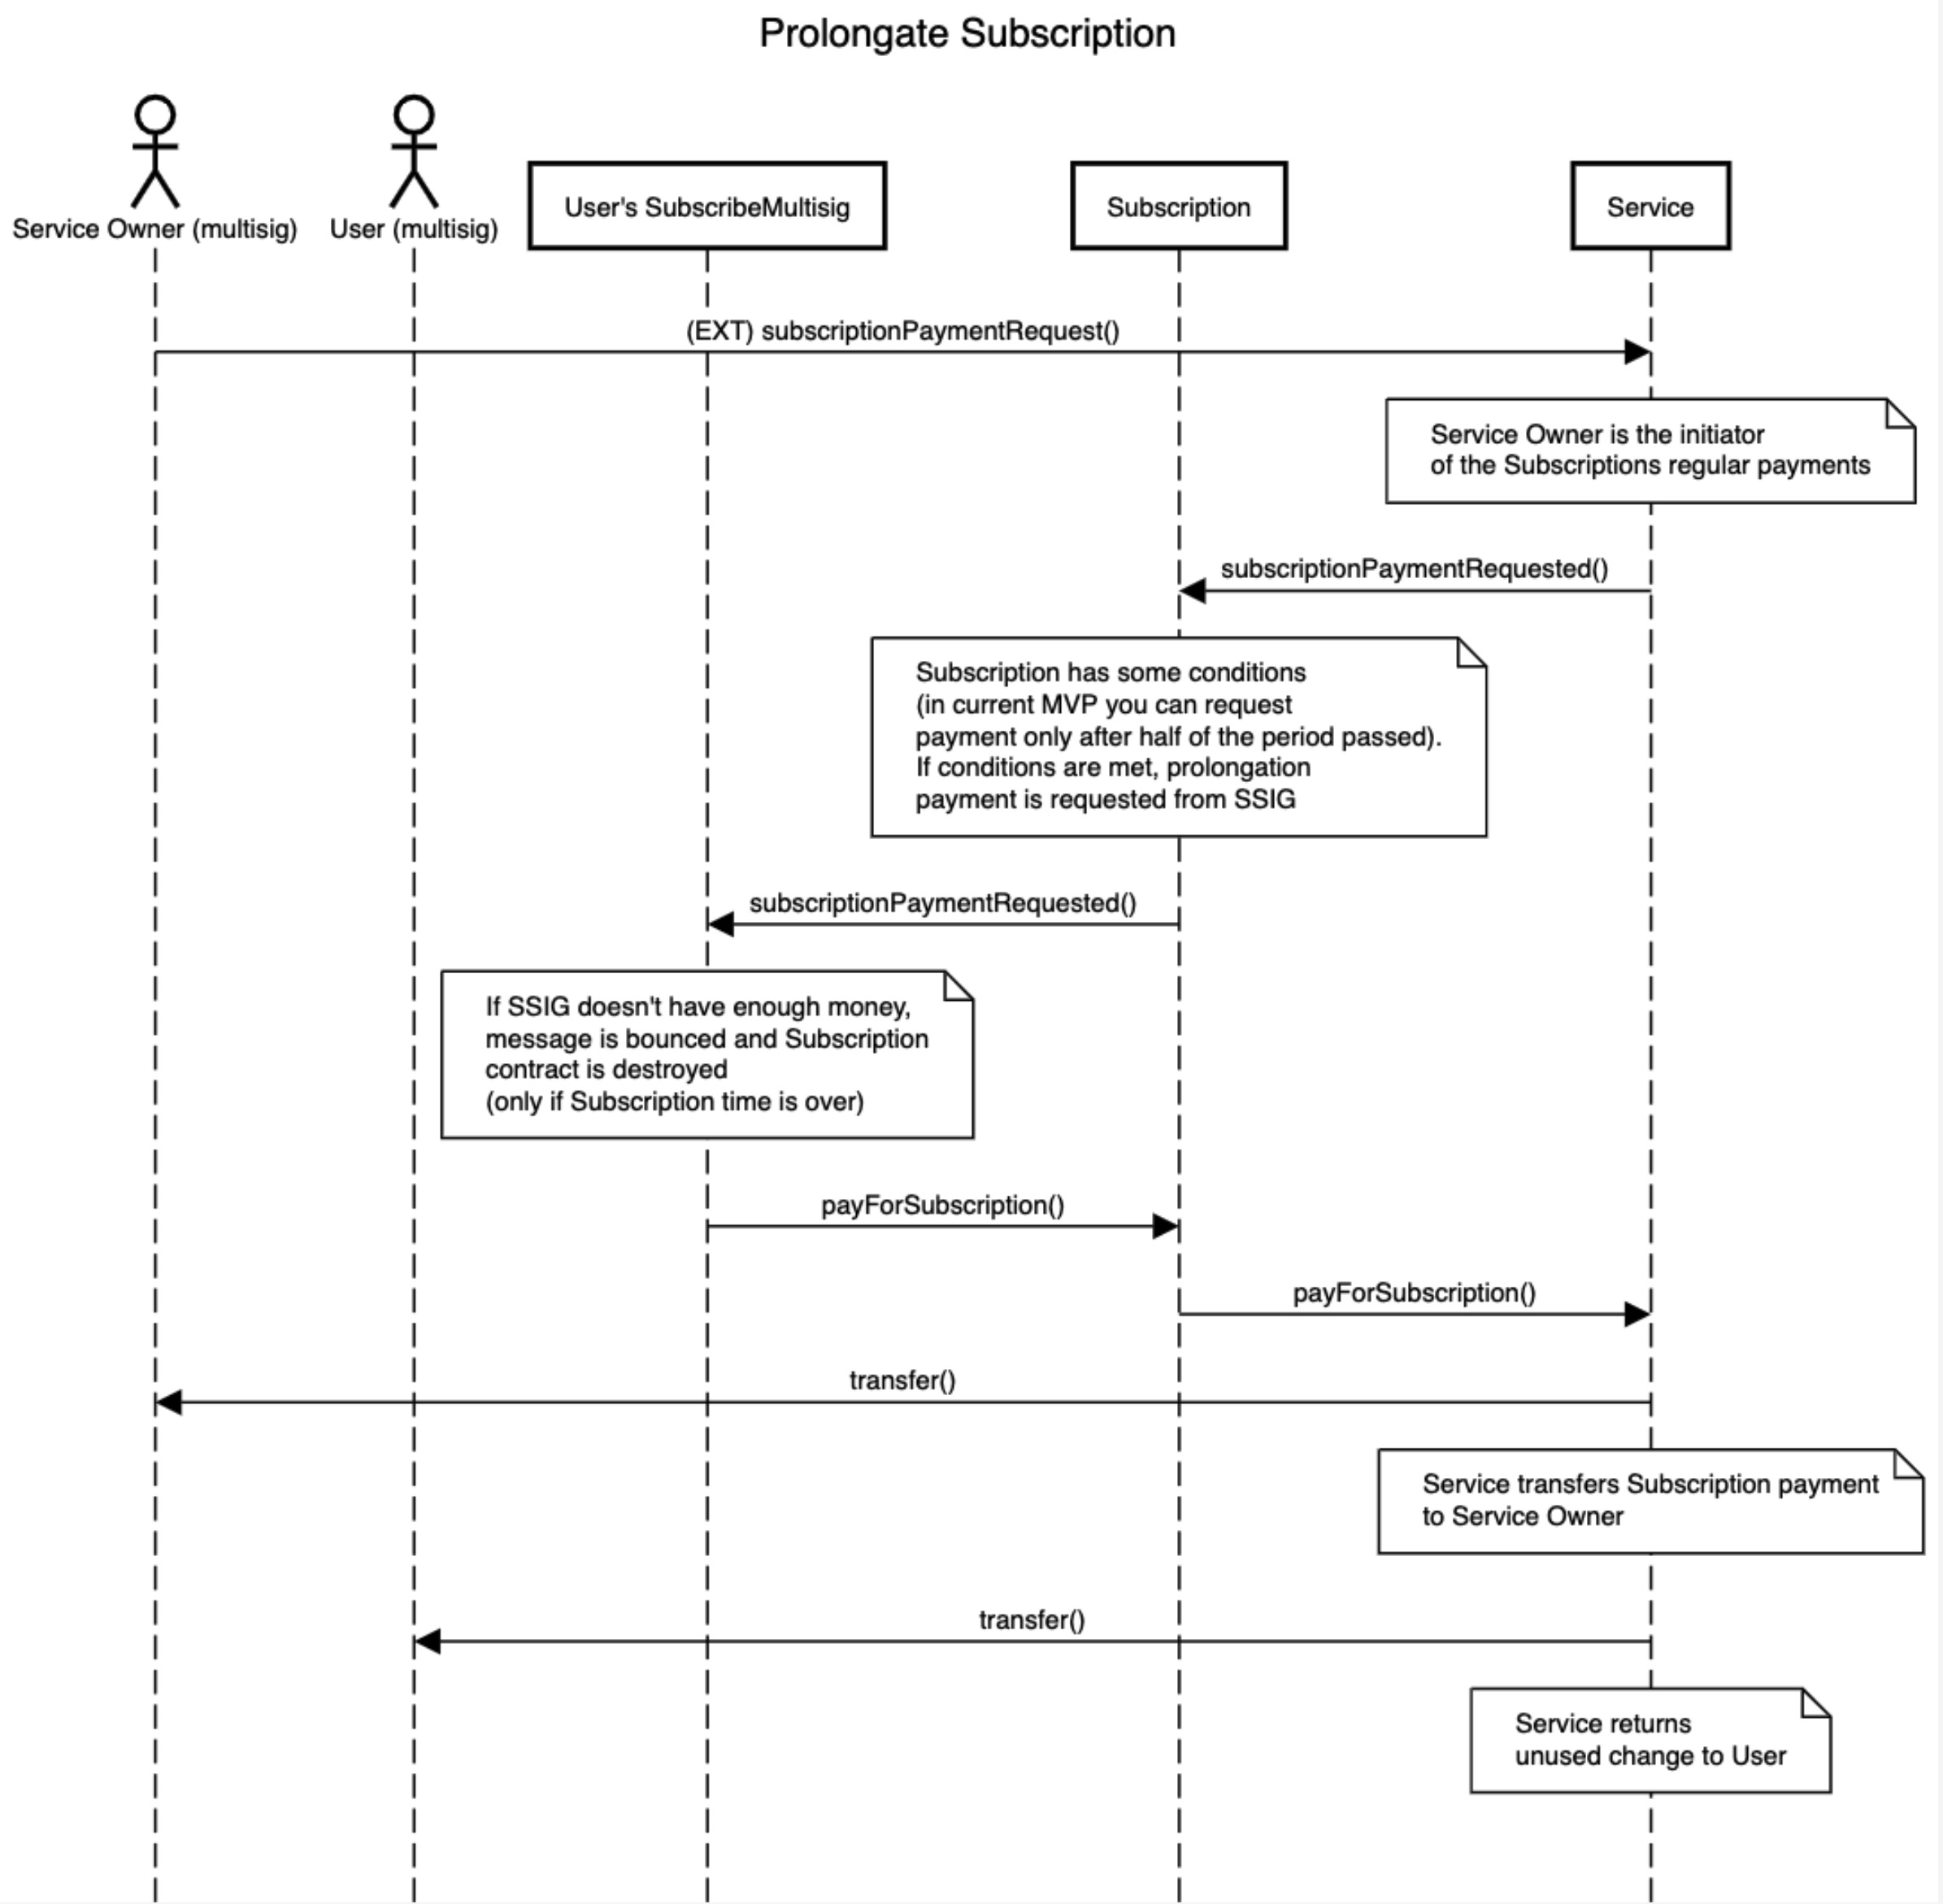 Prolongate Subscription
Service Owner (multisig)
User (multisig)
User's SubscribeMultisig
Subscription
Service
(EXT) subscriptionPaymentRequest()
Service Owner is the initiator
of the Subscriptions regular payments
subscriptionPaymentRequested()
Subscription has some conditions
(in current MVP you can request
payment only after half of the period passed).
If conditions are met, prolongation
payment is requested from SSIG
subscriptionPaymentRequested()
If SSIG doesn't have enough money,
message is bounced and Subscription
contract is destroyed
(only if Subscription time is over)
payForSubscription()
payForSubscription()
transfer()
Service transfers Subscription payment
to Service Owner
transfer()
Service returns
unused change to User